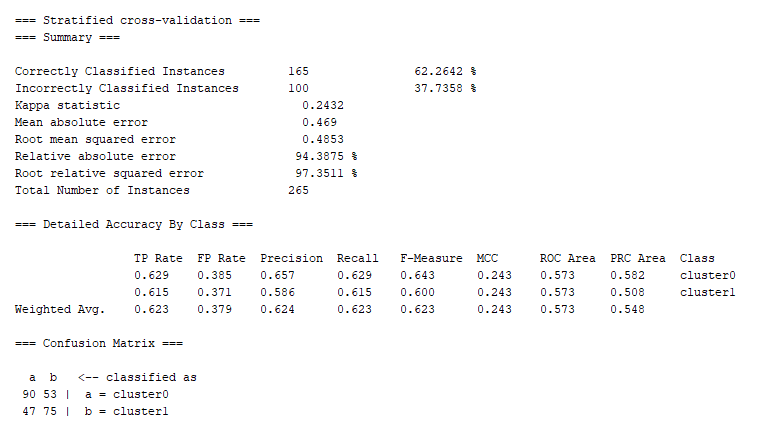 === Stratified cross-validation ===
=== Summary ===
Correctly Classified Instances 165 62.2642 %
Incorrectly Classified Instances 100 37.7358 %
Kappa statistic 0.2432
Mean absolute error 0.469
Root mean squared error 0.4853
Relative absolute error 94.3875 %
Root relative squared error 97.3511 %
Total Number of Instances 265
=== Detailed Accuracy By Class ===
TP Rate FP Rate Precision Recall F-Measure MCC ROC Area PRC Area Class
0.629 0.385 0.657 0.629 0.643 0.243 0.573 0.582 cluster0
0.615 0.371 0.586 0.615 0.600 0.243 0.573 0.508 cluster1
Weighted Avg. 0.623 0.379 0.624 0.623 0.623 0.243 0.573 0.548
=== Confusion Matrix ===
a b <-- classified as
90 53 | a = cluster0
47 75 | b = cluster1